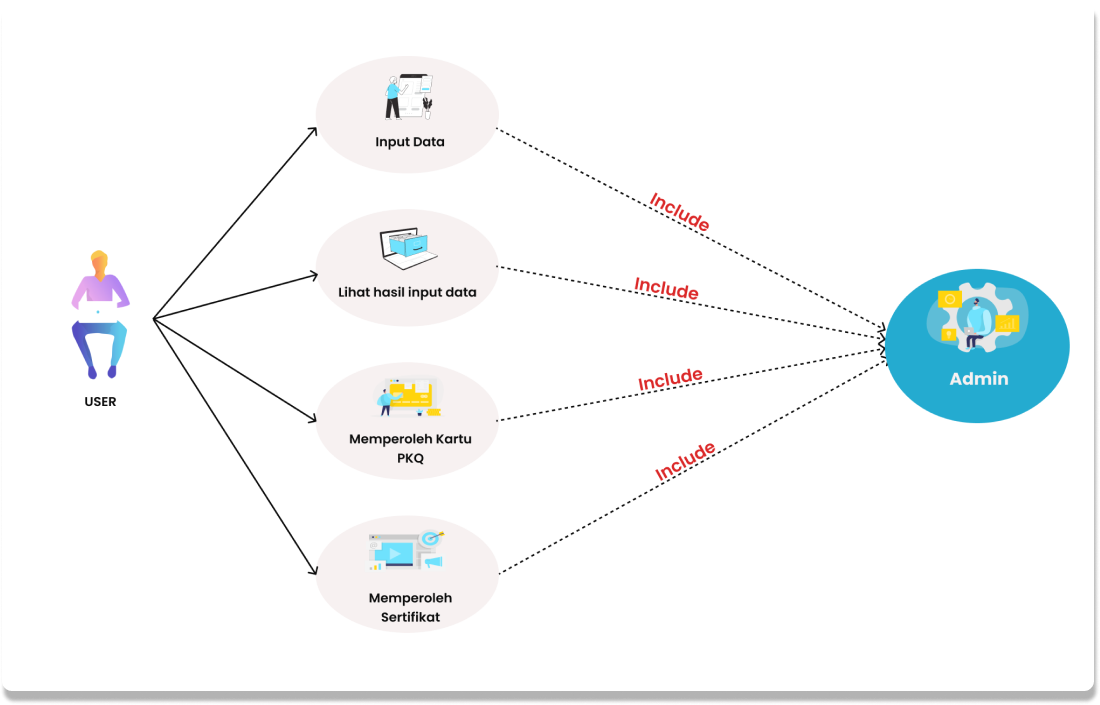 Input Data
Include
Lihat hasil input data
Include
USER
Admin
Memperoleh Kartu
PKQ
Include
Memperoleh
Sertifikat
Include